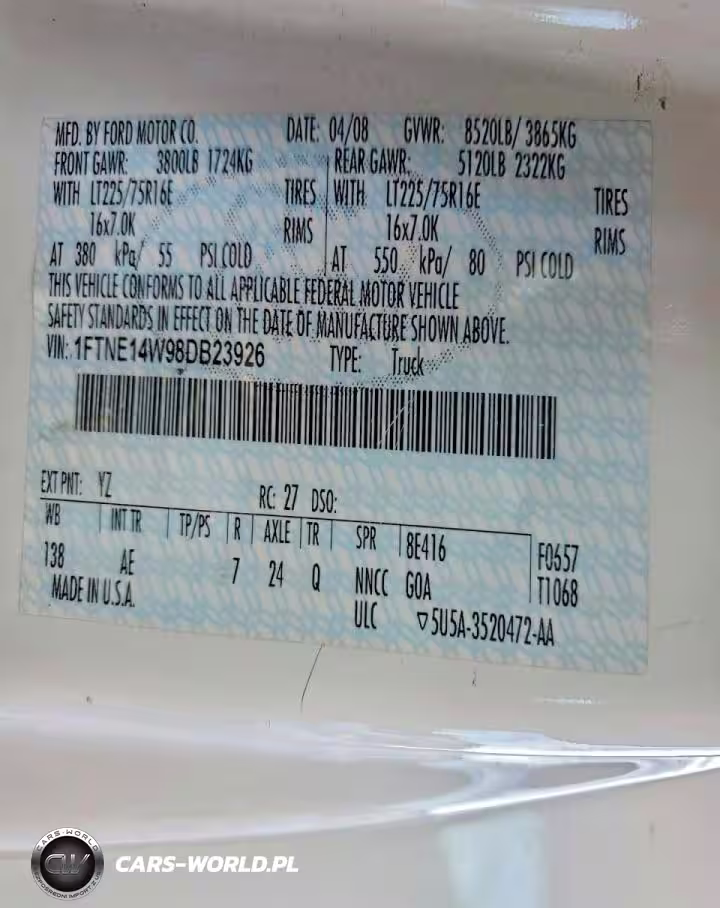 MFD. BY FORD MOTOR CO. DATE: 04/08 GVWR: 8520LB/ 3865KG
FRONT GAWR: 3800LB 1724KG REAR GAWR: 5120LB 2322KG
WITH LT225/75R16E TIRES WITH LT225/75R16E TIRES
16x7.0K RIMS 16x7.0K RIMS
AT 380 kPa/ 55 PSI COLD AT 550 kPa/ 80 PSI COLD
THIS VEHICLE CONFORMS TO ALL APPLICABLE FEDERAL MOTOR VEHICLE
SAFETY STANDARDS IN EFFECT ON THE DATE OF MANUFACTURE SHOWN ABOVE.
VIN: 1FTNE14W98DB23926 TYPE: Truck
EXT PNT: YZ RC: 27 DSO:
WB INT TR TP/PS R AXLE TR SPR 8E416 F0657
138 AE 7 24 Q NNCC GOA T1068
MADE IN U.S.A. ULC ▽5U5A-3520472-AA
CARS-WORLD
CW
CARS-WORLD.PL